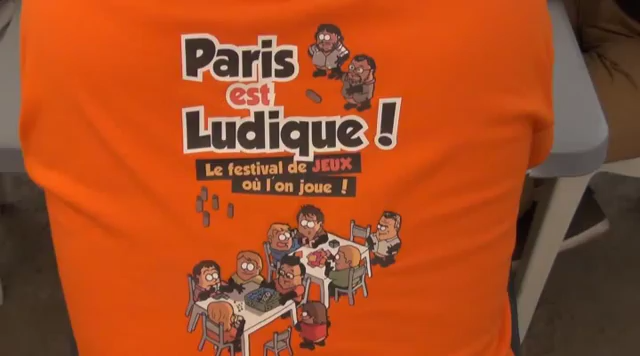 Paris
est
Ludique !
Le festival de JEUX
où l'on joue !